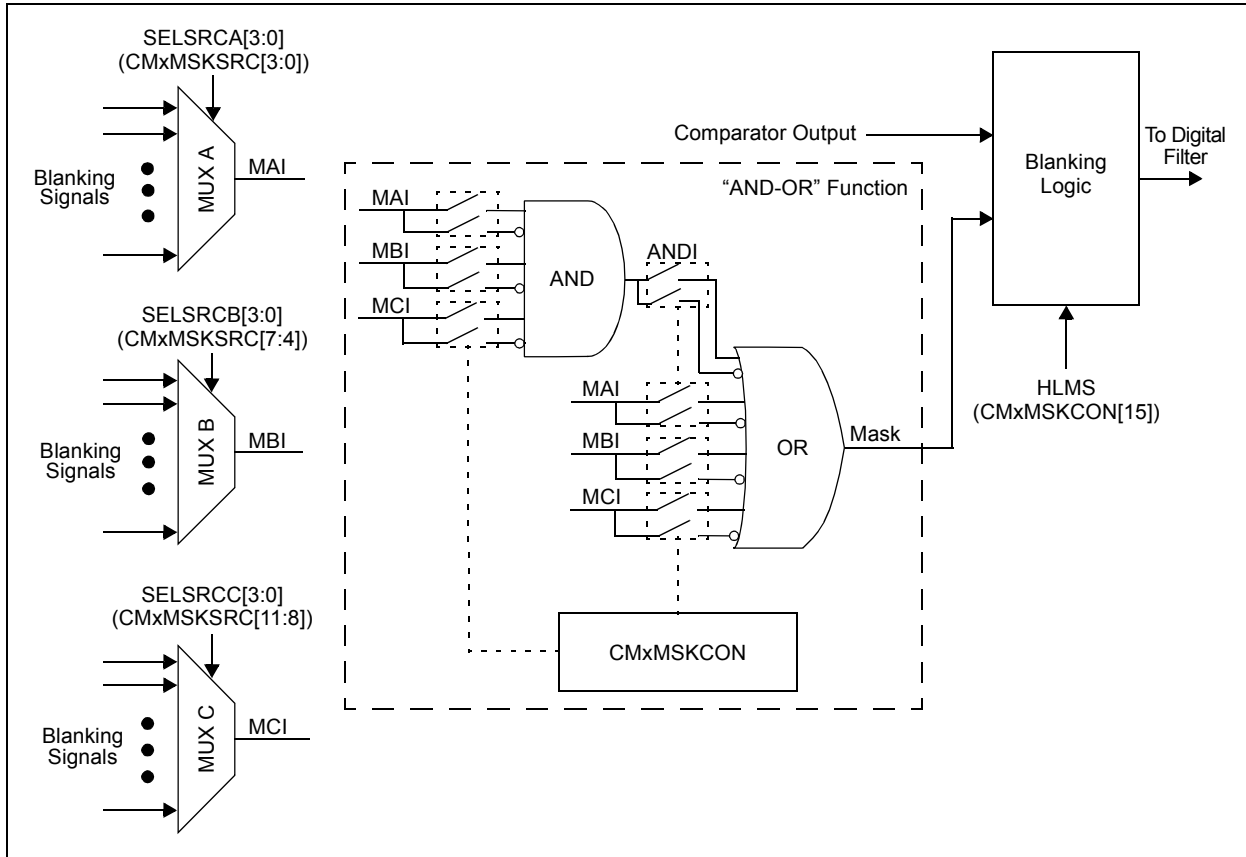 SELSRCA[3:0]
(CMxMSKSRC[3:0])
MUX A
MAI
Blanking
Signals
SELSRCB[3:0]
(CMxMSKSRC[7:4])
MUX B
MBI
Blanking
Signals
SELSRCC[3:0]
(CMxMSKSRC[11:8])
MUX C
MCI
Blanking
Signals
“AND-OR” Function
MAI
MBI
MCI
AND
ANDI
MAI
MBI
MCI
OR
Mask
CMxMSKCON
Comparator Output
Blanking
Logic
To Digital
Filter
HLMS
(CMxMSKCON[15])